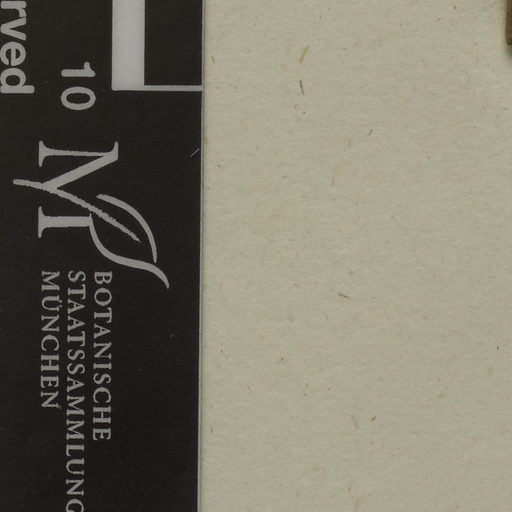 rved
10
BOTANISCHE
STAATSSAMMLUNG
MÜNCHEN